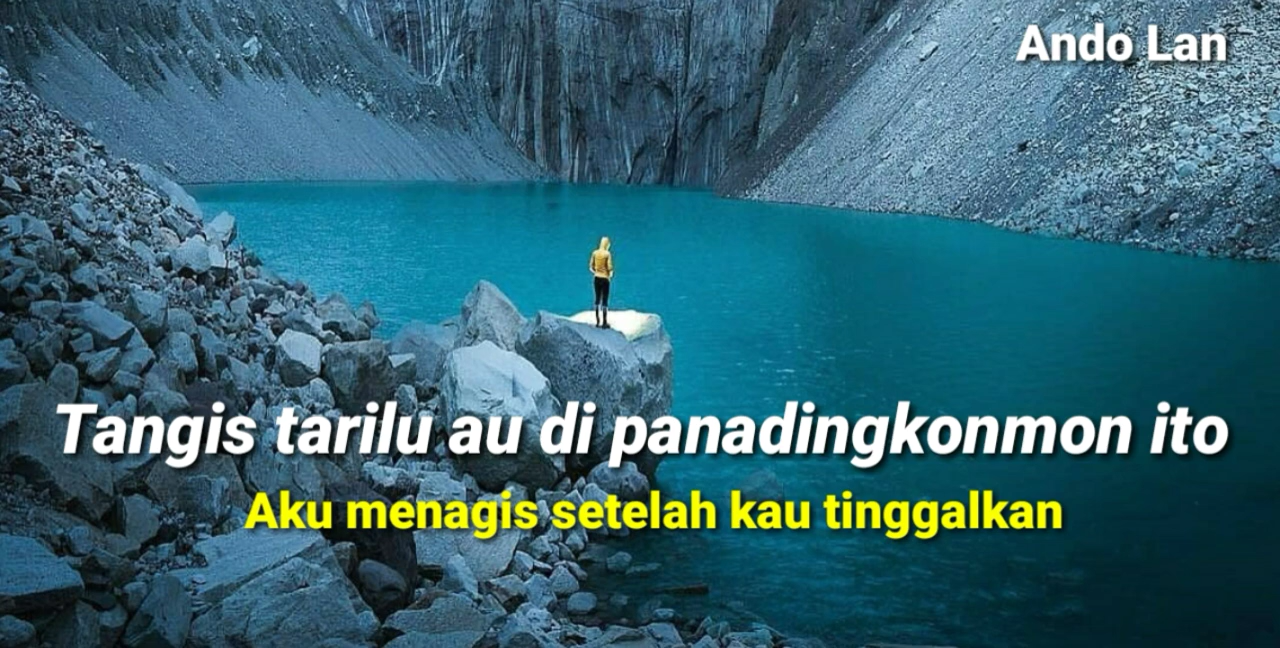 Ando Lan
Tangis tarilu au di panadingkonmon ito
Aku menagis setelah kau tinggalkan